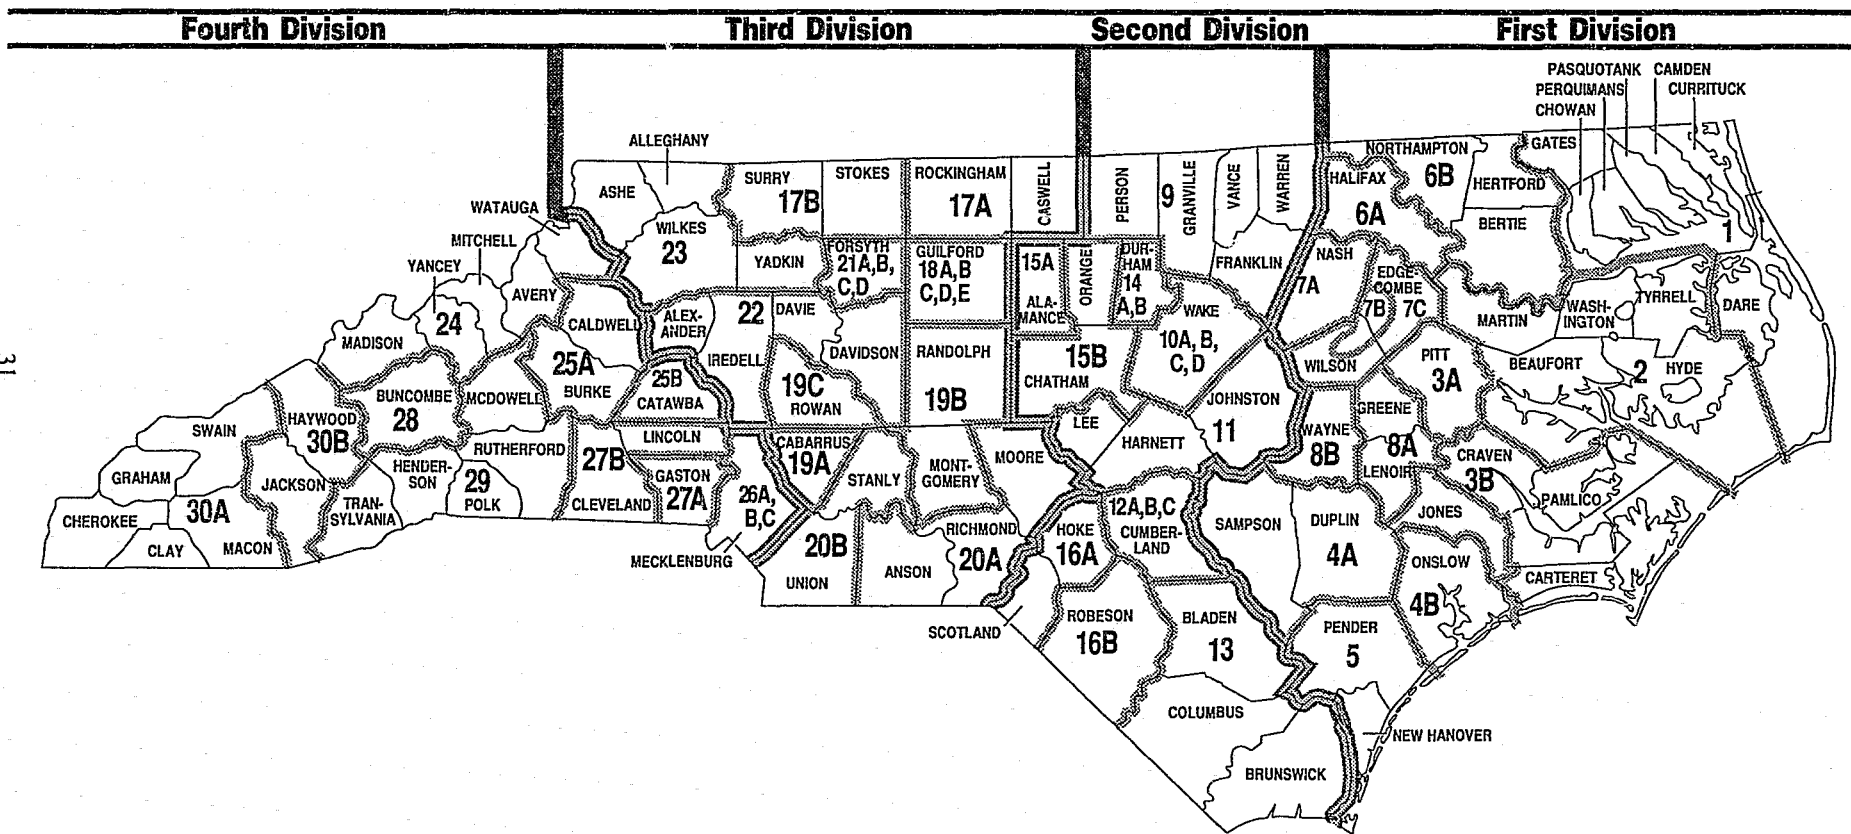 Fourth Division
Third Division
Second Division
First Division
PASQUOTANK
CAMDEN
PERQUIMANS
CURRITUCK
CHOWAN
ALLEGHANY
NORTHAMPTON
6B
GATES
ASHE
SURRY
17B
STOKES
ROCKINGHAM
17A
CASWELL
PERSON
9
GRANVILLE
VANCE
WARREN
HALIFAX
6A
HERTFORD
WATAUGA
WILKES
23
BERTIE
1
MITCHELL
YADKIN
FORSYTH
21A,B,
C,D
GUILFORD
18A,B
C,D,E
15A
ALA-
MANCE
ORANGE
DUR-
HAM
14
A,B
FRANKLIN
NASH
7A
EDGE-
COMBE
7B
7C
YANCEY
24
AVERY
CALDWELL
ALEX-
ANDER
22
DAVIE
WAKE
10A, B,
C, D
MARTIN
WASH-
INGTON
TYRRELL
DARE
MADISON
25A
BURKE
IREDELL
DAVIDSON
RANDOLPH
19B
15B
CHATHAM
WILSON
PITT
3A
BEAUFORT
2
HYDE
BUNCOMBE
28
MCDOWELL
25B
CATAWBA
19C
ROWAN
JOHNSTON
11
GREENE
HAYWOOD
30B
SWAIN
RUTHERFORD
LINCOLN
CABARRUS
19A
LEE
HARNETT
WAYNE
8B
8A
LENOIR
CRAVEN
3B
GRAHAM
JACKSON
HENDER-
SON
29
POLK
27B
CLEVELAND
GASTON
27A
26A,
B,C
STANLY
MONT-
GOMERY
MOORE
PAMLICO
CHEROKEE
30A
TRAN-
SYLVANIA
12A,B,C
CUMBER-
LAND
SAMPSON
DUPLIN
4A
JONES
CLAY
MACON
MECKLENBURG
20B
UNION
ANSON
RICHMOND
20A
HOKE
16A
ONSLOW
4B
CARTERET
SCOTLAND
ROBESON
16B
BLADEN
13
PENDER
5
COLUMBUS
NEW HANOVER
BRUNSWICK
31